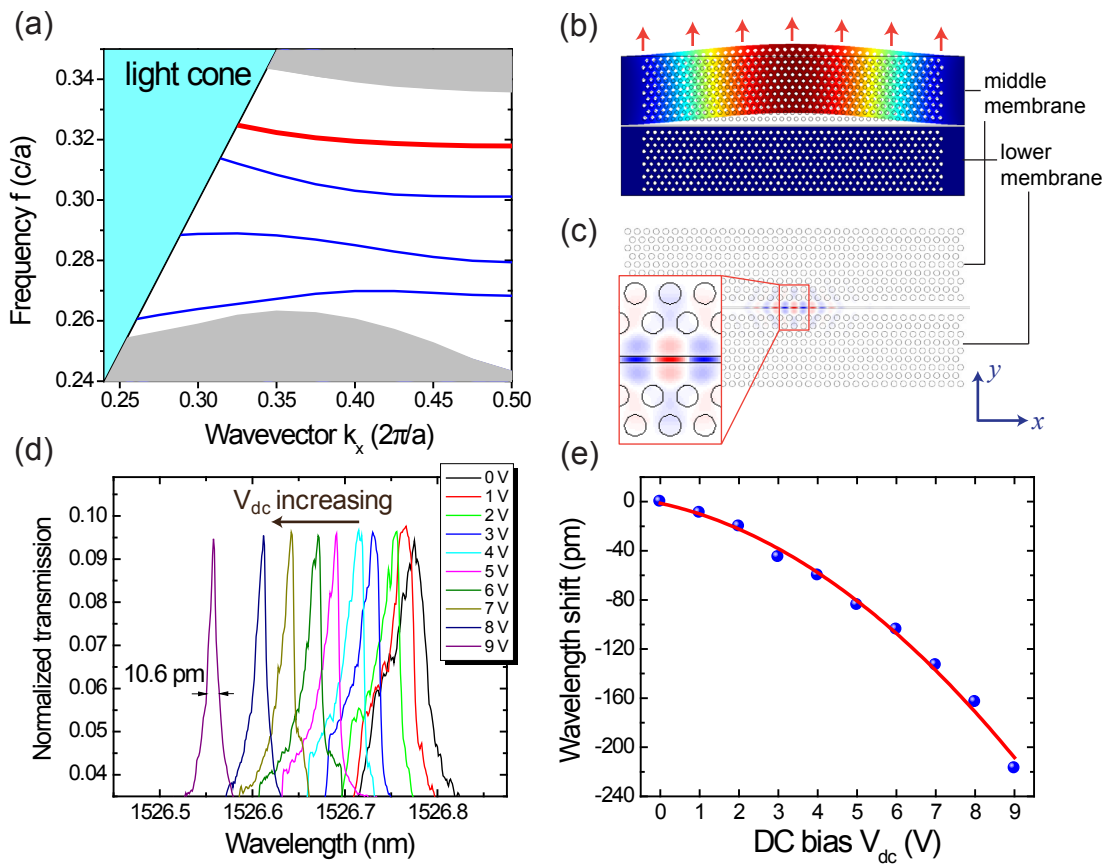 (a)
light cone
0.34
0.32
0.30
0.28
0.26
0.24
Frequency f (c/a)
0.25 0.30 0.35 0.40 0.45 0.50
Wavevector kₓ (2π/a)
(b)
middle
membrane
lower
membrane
(c)
y
x
(d)
V_dc increasing
0 V
1 V
2 V
3 V
4 V
5 V
6 V
7 V
8 V
9 V
10.6 pm
0.10
0.09
0.08
0.07
0.06
0.05
0.04
Normalized transmission
1526.5 1526.6 1526.7 1526.8
Wavelength (nm)
(e)
0
-40
-80
-120
-160
-200
-240
Wavelength shift (pm)
0 1 2 3 4 5 6 7 8 9
DC bias V_dc (V)